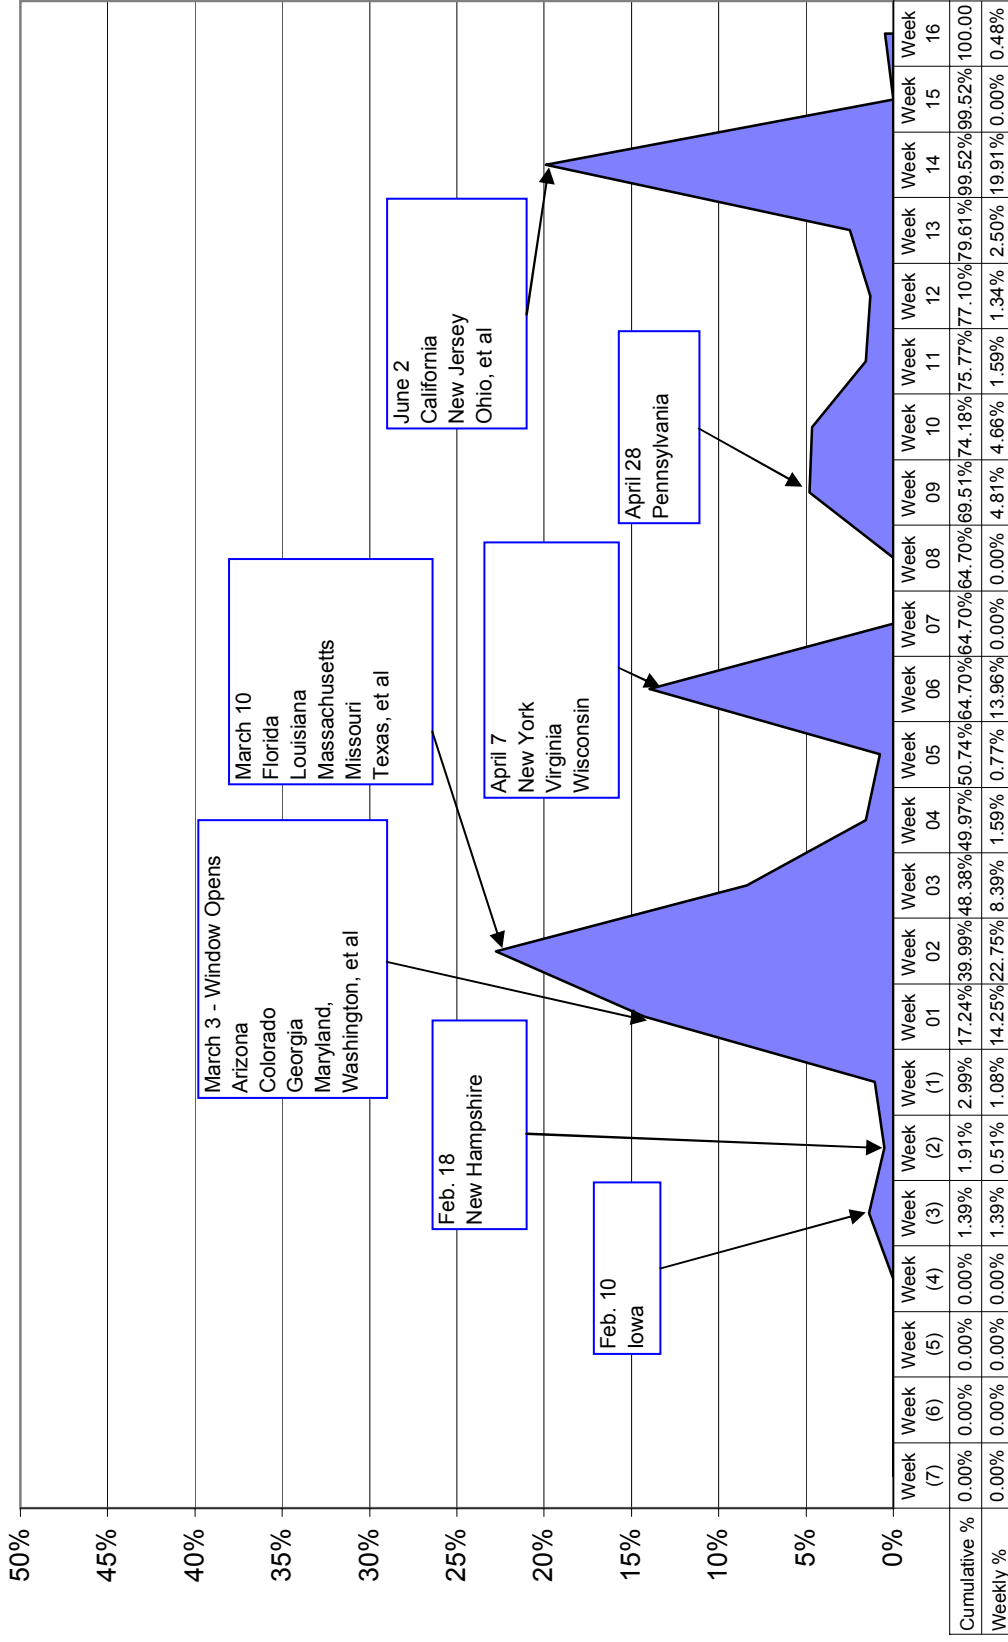 50%
45%
40%
35%
30%
25%
20%
15%
10%
5%
0%
March 3 - Window Opens
Arizona
Colorado
Georgia
Maryland,
Washington, et al
March 10
Florida
Louisiana
Massachusetts
Missouri
Texas, et al
Feb. 18
New Hampshire
Feb. 10
Iowa
April 7
New York
Virginia
Wisconsin
April 28
Pennsylvania
June 2
California
New Jersey
Ohio, et al
Week Week Week Week Week Week Week Week Week Week Week Week Week Week Week Week Week Week Week Week Week Week Week
(7) (6) (5) (4) (3) (2) (1) 01 02 03 04 05 06 07 08 09 10 11 12 13 14 15 16
Cumulative % 0.00% 0.00% 0.00% 0.00% 1.39% 1.91% 2.99% 17.24% 39.99% 48.38% 49.97% 50.74% 64.70% 64.70% 64.70% 69.51% 74.18% 75.77% 77.10% 79.61% 99.52% 99.52% 100.00
Weekly % 0.00% 0.00% 0.00% 0.00% 1.39% 0.51% 1.08% 14.25% 22.75% 8.39% 1.59% 0.77% 13.96% 0.00% 0.00% 4.81% 4.66% 1.59% 1.34% 2.50% 19.91% 0.00% 0.48%